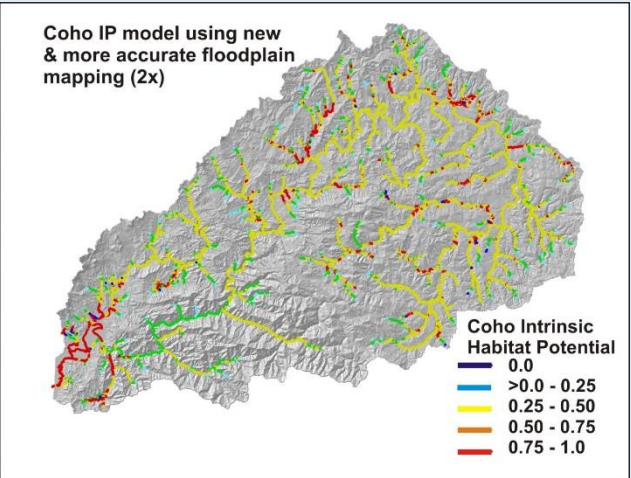 Coho IP model using new
& more accurate floodplain
mapping (2x)
Coho Intrinsic
Habitat Potential
0.0
>0.0 - 0.25
0.25 - 0.50
0.50 - 0.75
0.75 - 1.0